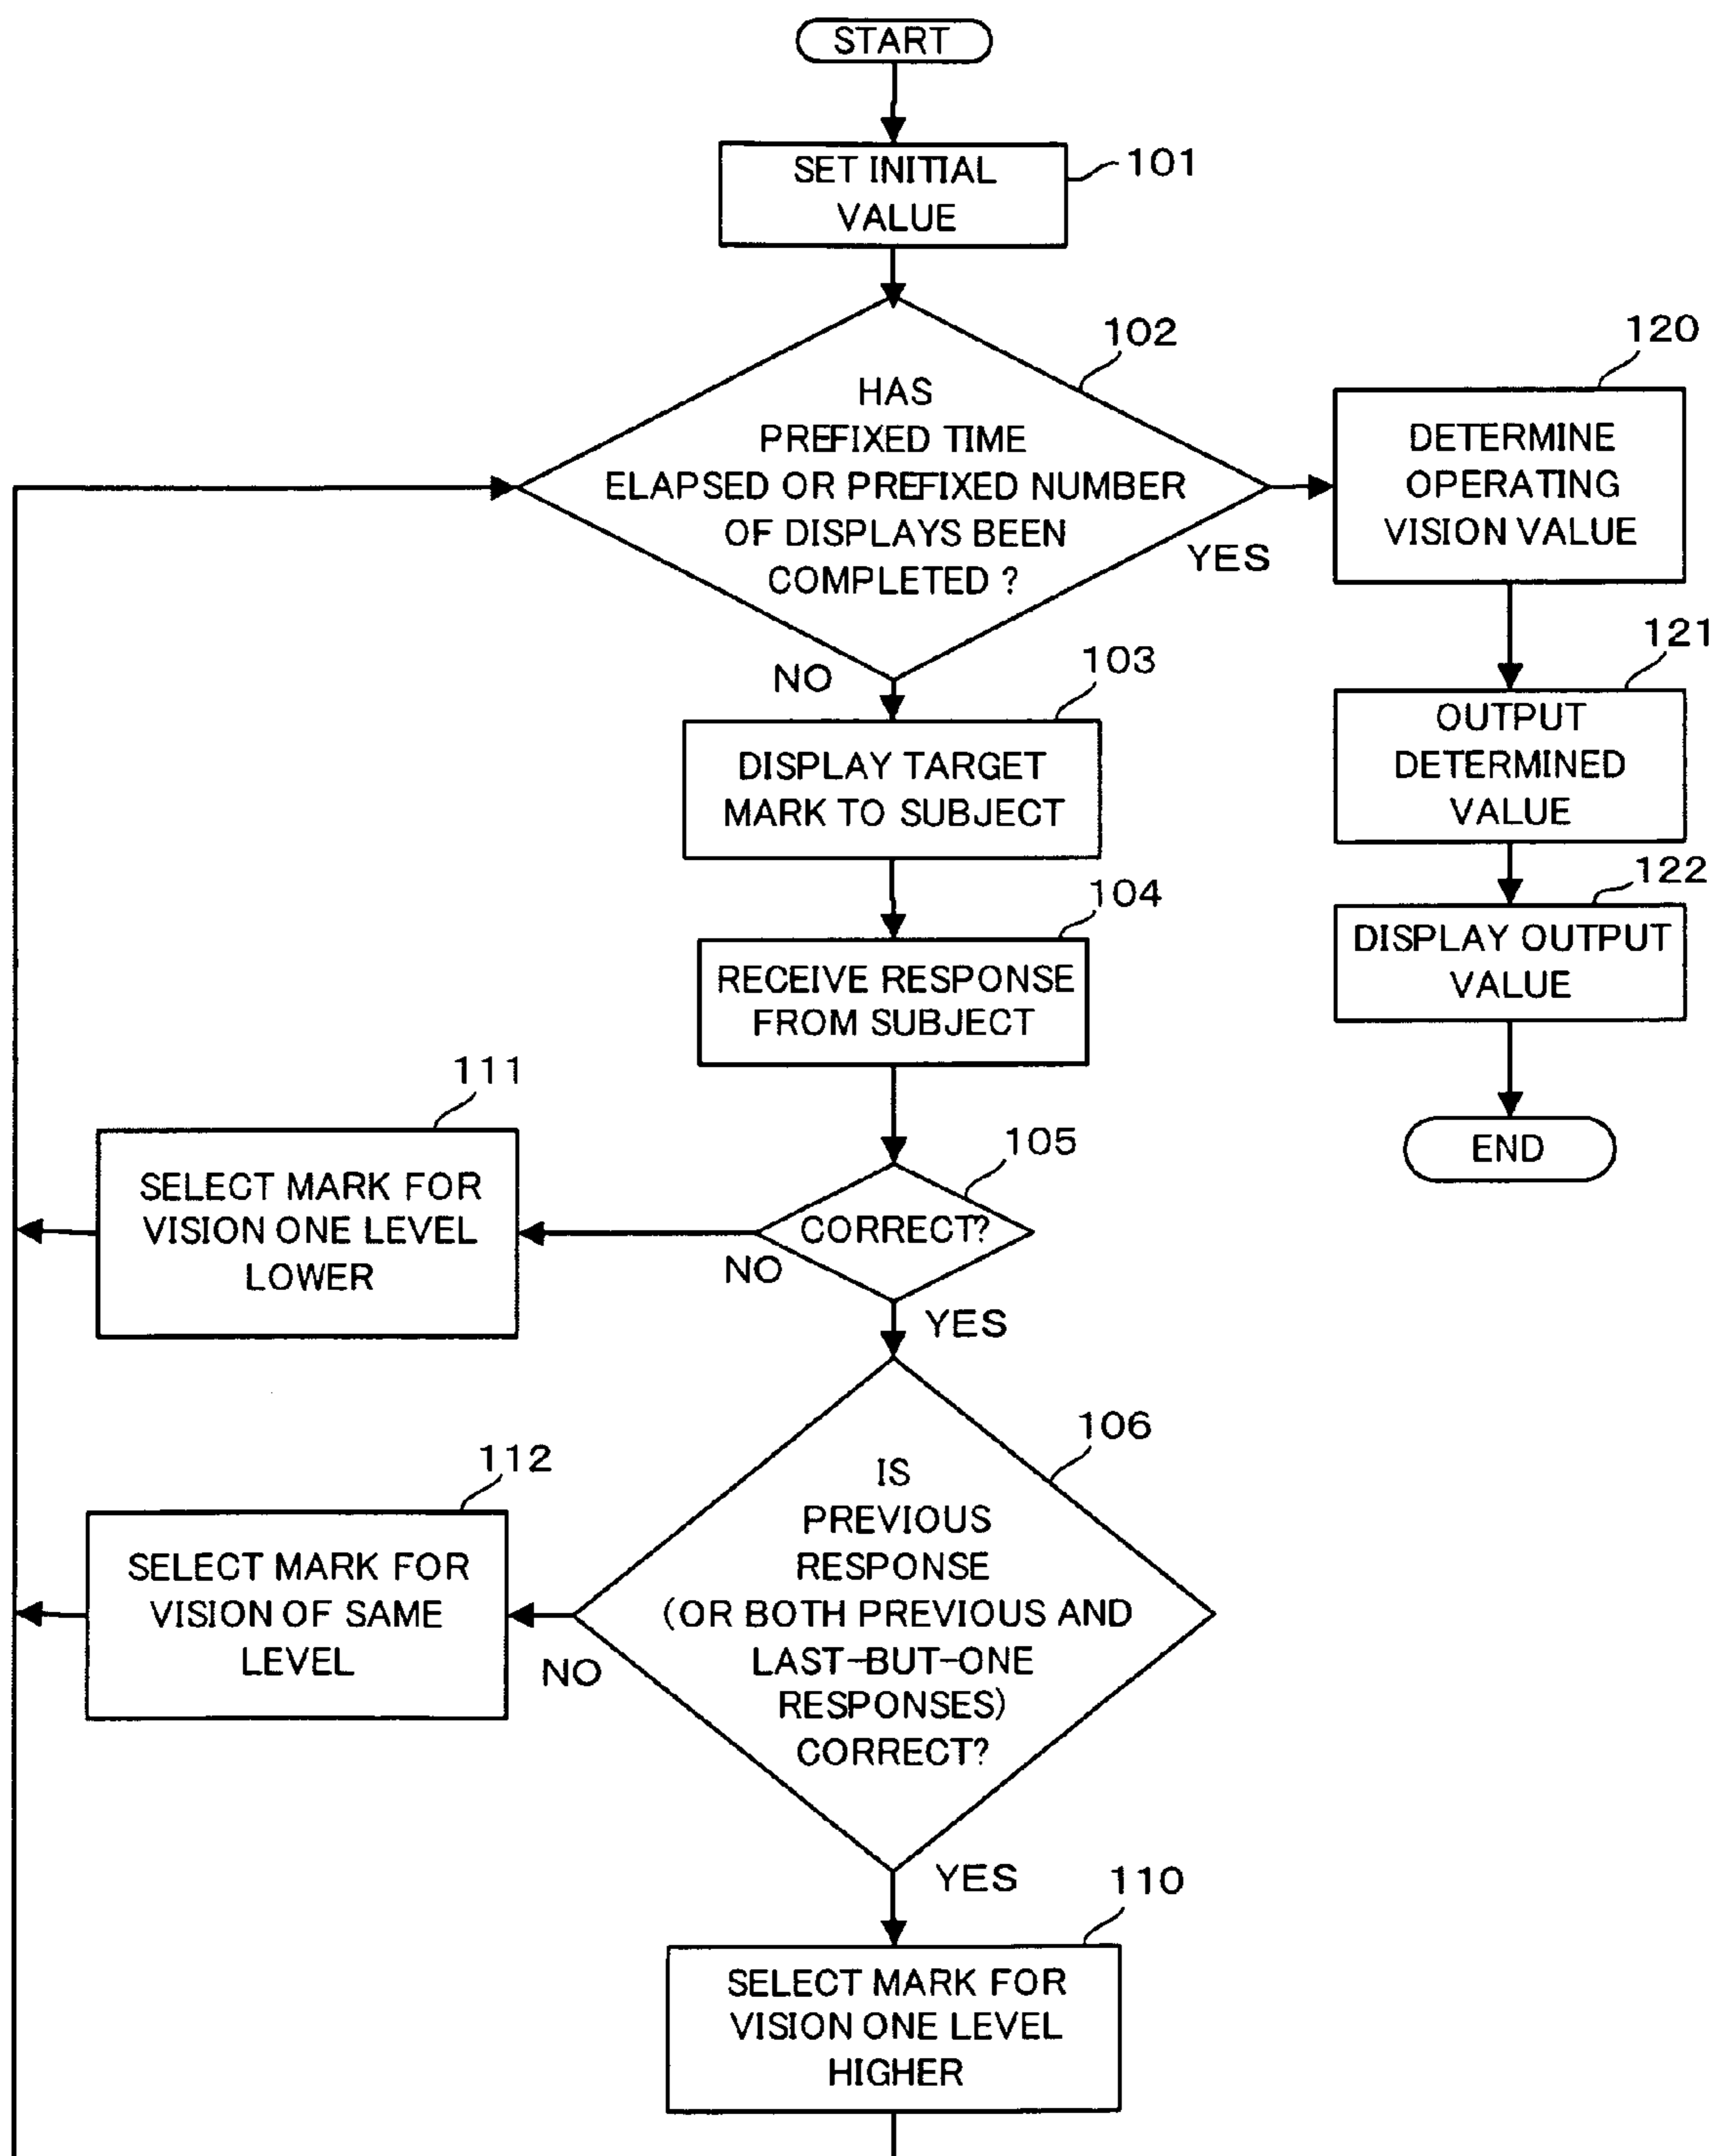 START
101
SET INITIAL
VALUE
102
HAS
PREFIXED TIME
ELAPSED OR PREFIXED NUMBER
OF DISPLAYS BEEN
COMPLETED ?
YES
NO
120
DETERMINE
OPERATING
VISION VALUE
121
OUTPUT
DETERMINED
VALUE
122
DISPLAY OUTPUT
VALUE
END
103
DISPLAY TARGET
MARK TO SUBJECT
104
RECEIVE RESPONSE
FROM SUBJECT
105
CORRECT?
NO
YES
111
SELECT MARK FOR
VISION ONE LEVEL
LOWER
106
IS
PREVIOUS
RESPONSE
(OR BOTH PREVIOUS AND
LAST-BUT-ONE
RESPONSES)
CORRECT?
NO
YES
112
SELECT MARK FOR
VISION OF SAME
LEVEL
110
SELECT MARK FOR
VISION ONE LEVEL
HIGHER